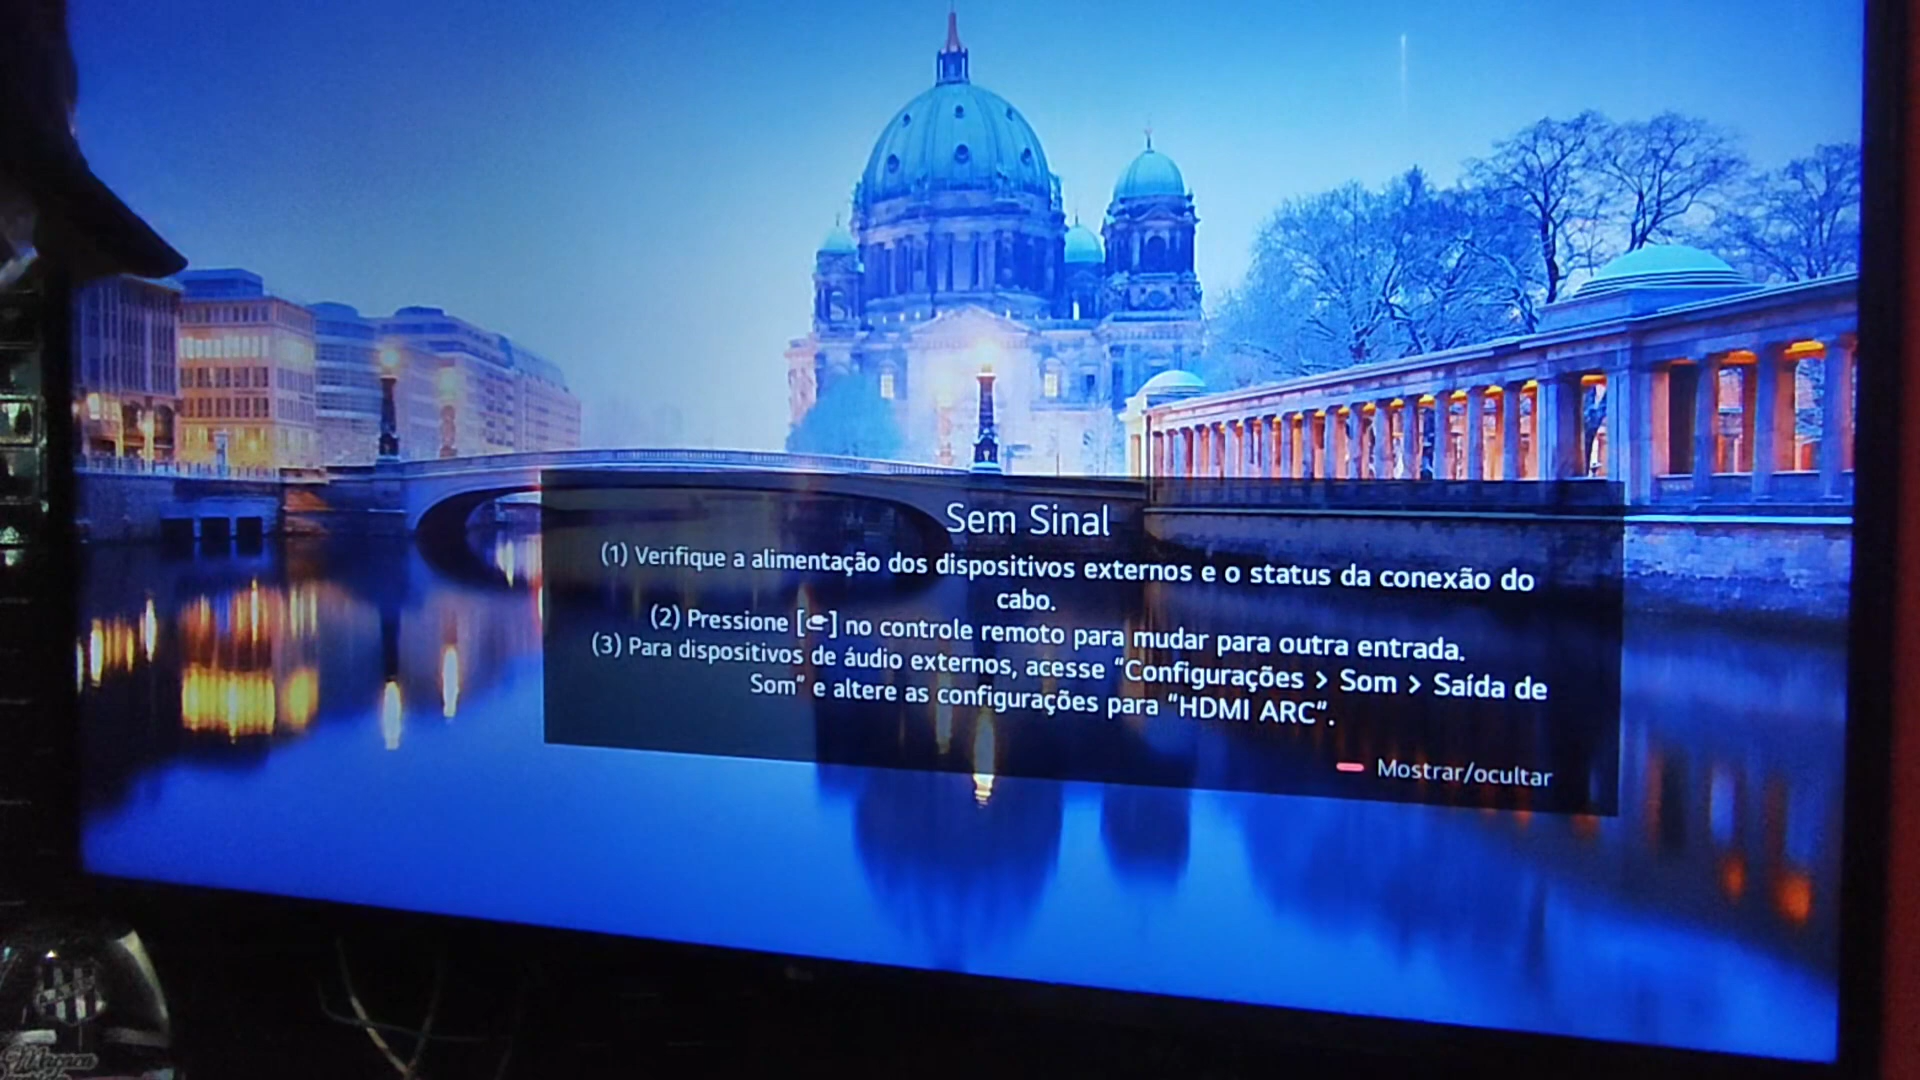 Sem Sinal
(1) Verifique a alimentação dos dispositivos externos e o status da conexão do
cabo.
(2) Pressione [ ] no controle remoto para mudar para outra entrada.
(3) Para dispositivos de áudio externos, acesse "Configurações > Som > Saída de
Som" e altere as configurações para "HDMI ARC".
Mostrar/ocultar